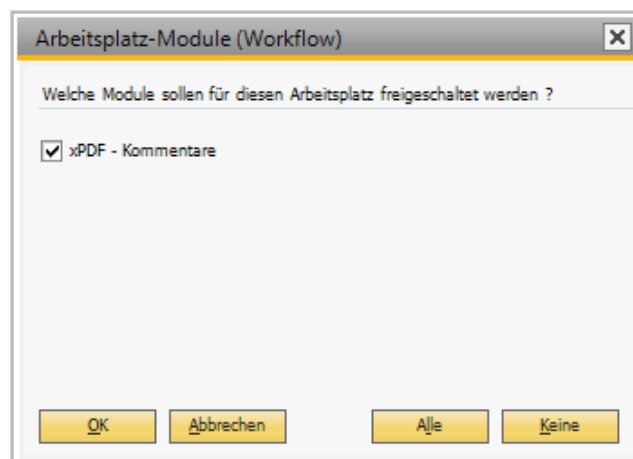 Arbeitsplatz-Module (Workflow)
Welche Module sollen für diesen Arbeitsplatz freigeschaltet werden ?
xPDF - Kommentare
OK Abbrechen Alle Keine